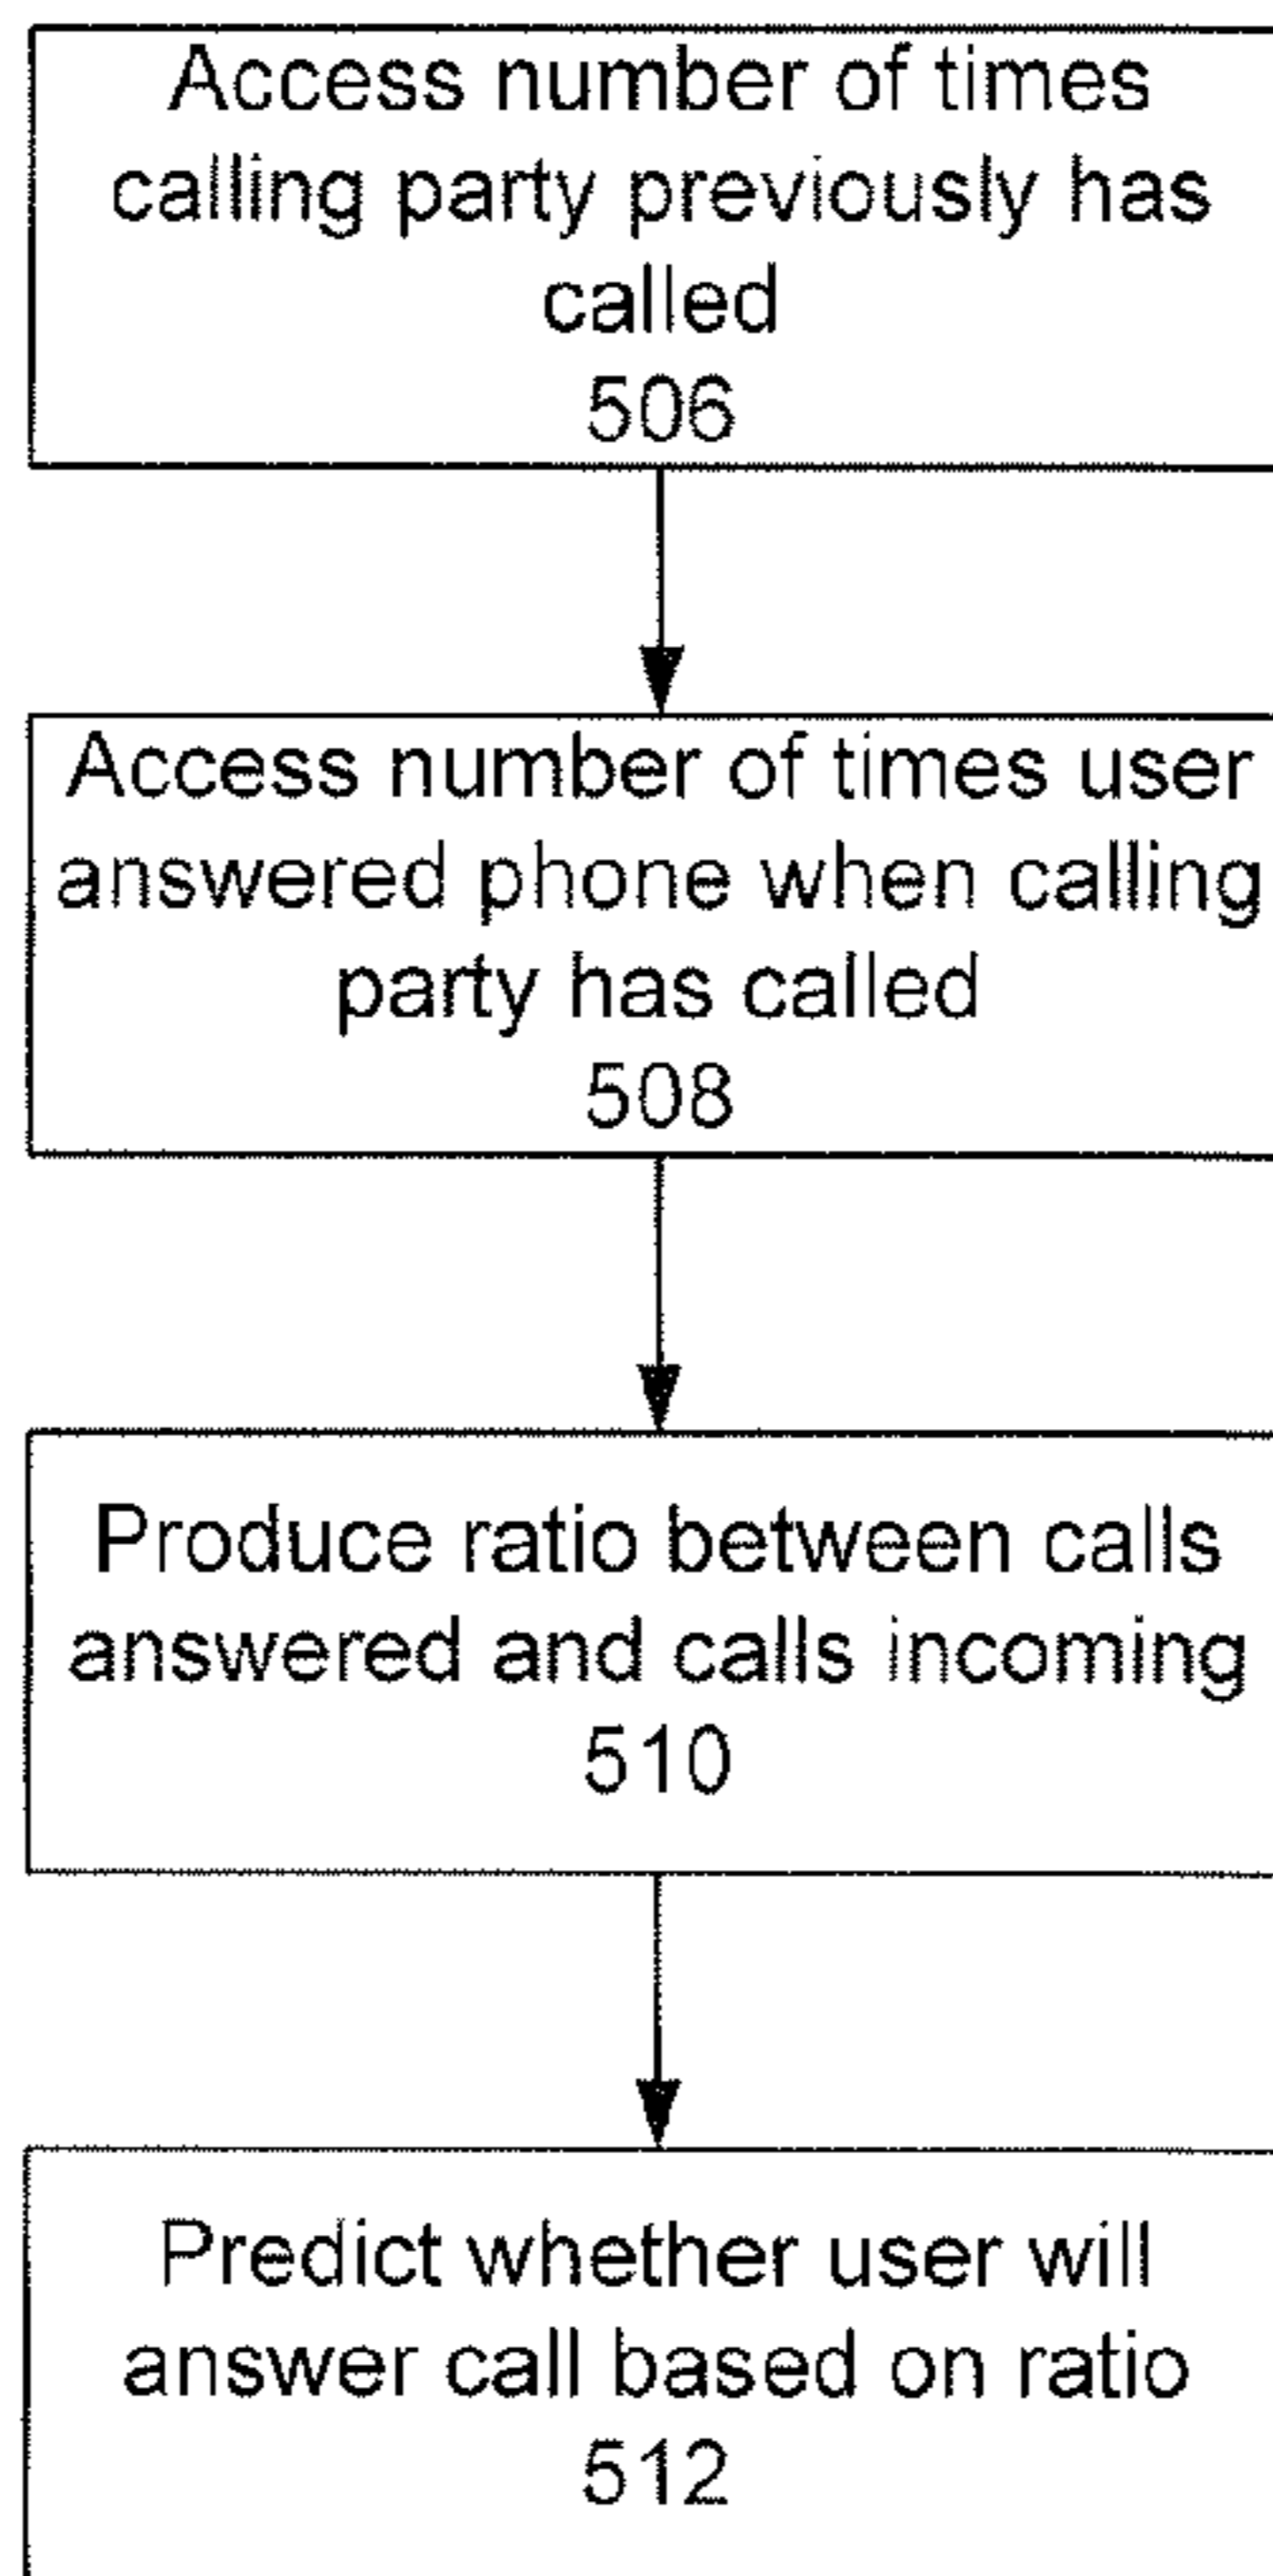 Access number of times
calling party previously has
called
506
Access number of times user
answered phone when calling
party has called
508
Produce ratio between calls
answered and calls incoming
510
Predict whether user will
answer call based on ratio
512